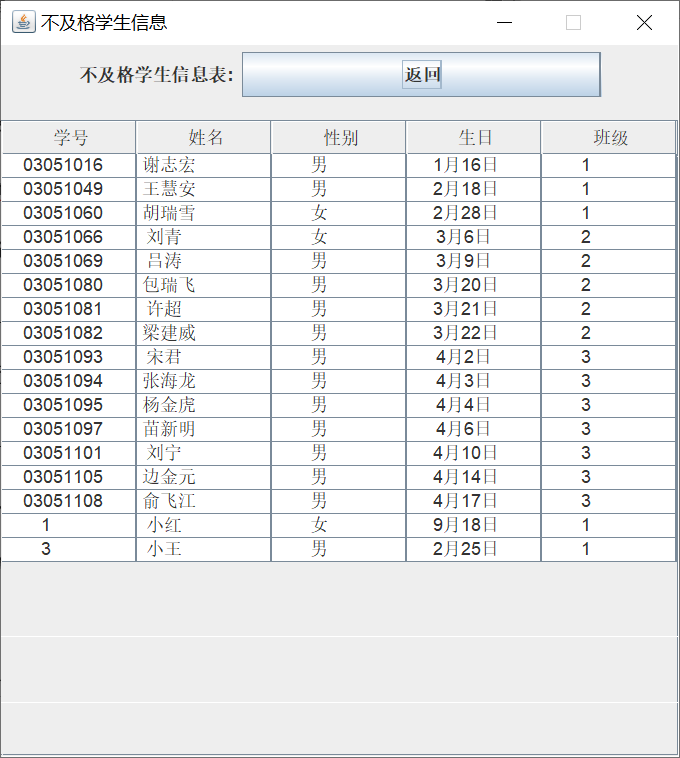 不及格学生信息
不及格学生信息表: 返回
学号 姓名 性别 生日 班级
03051016 谢志宏 男 1月16日 1
03051049 王慧安 男 2月18日 1
03051060 胡瑞雪 女 2月28日 1
03051066 刘青 女 3月6日 2
03051069 吕涛 男 3月9日 2
03051080 包瑞飞 男 3月20日 2
03051081 许超 男 3月21日 2
03051082 梁建威 男 3月22日 2
03051093 宋君 男 4月2日 3
03051094 张海龙 男 4月3日 3
03051095 杨金虎 男 4月4日 3
03051097 苗新明 男 4月6日 3
03051101 刘宁 男 4月10日 3
03051105 边金元 男 4月14日 3
03051108 俞飞江 男 4月17日 3
1 小红 女 9月18日 1
3 小王 男 2月25日 1